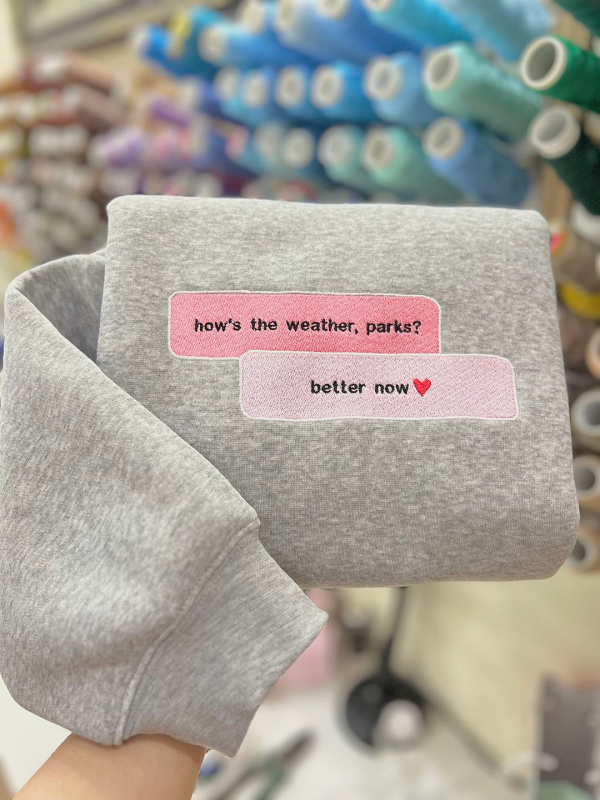 how's the weather, parks?
better now ❤